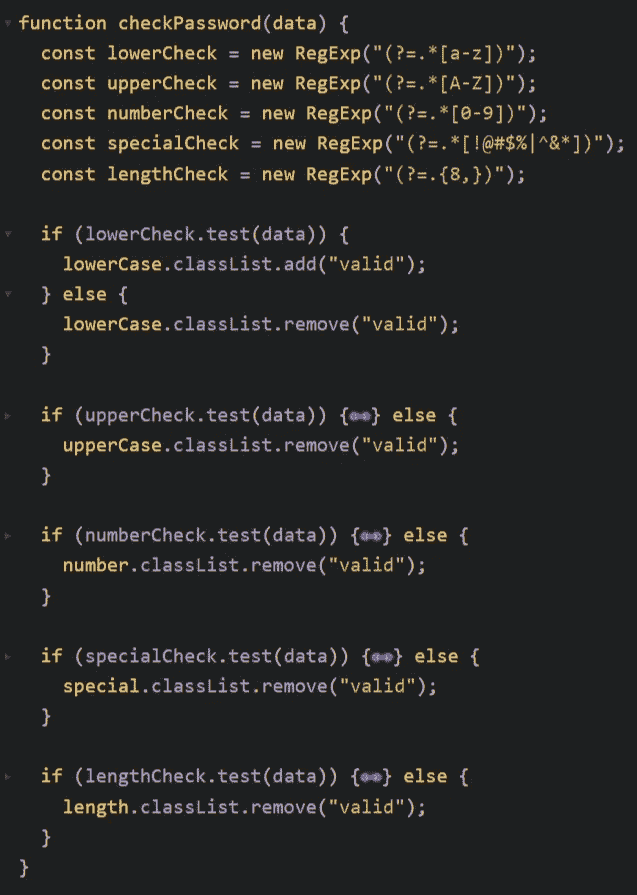 function checkPassword(data) {
  const lowerCheck = new RegExp("(?=.*[a-z])");
  const upperCheck = new RegExp("(?=.*[A-Z])");
  const numberCheck = new RegExp("(?=.*[0-9])");
  const specialCheck = new RegExp("(?=.*[!@#$%|^&*])");
  const lengthCheck = new RegExp("(?=.{8,})");

  if (lowerCheck.test(data)) {
    lowerCase.classList.add("valid");
  } else {
    lowerCase.classList.remove("valid");
  }

  if (upperCheck.test(data)) {↔} else {
    upperCase.classList.remove("valid");
  }

  if (numberCheck.test(data)) {↔} else {
    number.classList.remove("valid");
  }

  if (specialCheck.test(data)) {↔} else {
    special.classList.remove("valid");
  }

  if (lengthCheck.test(data)) {↔} else {
    length.classList.remove("valid");
  }
}